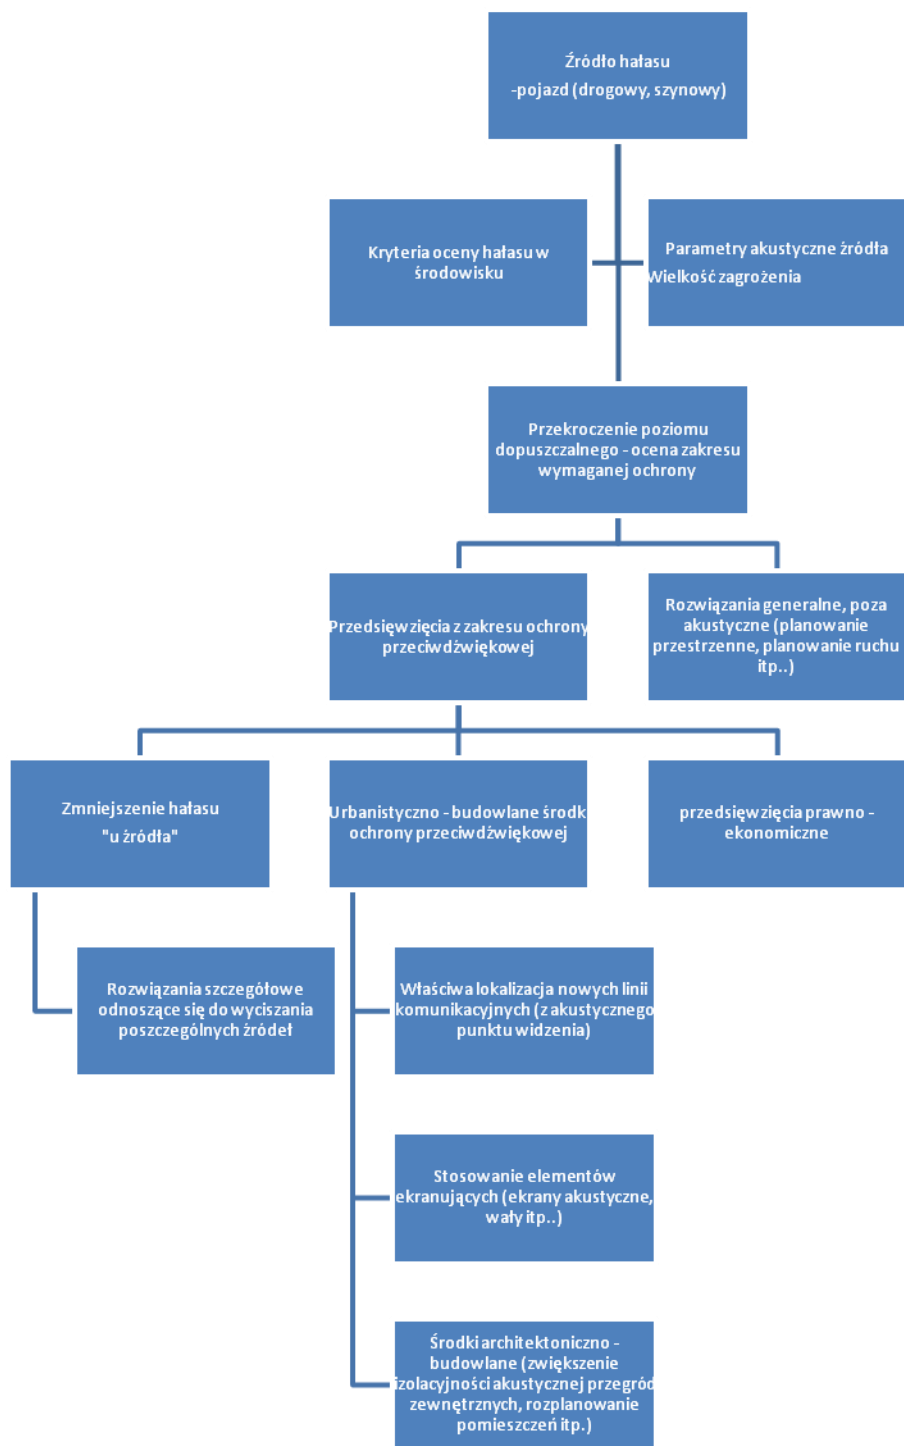 Źródło hałasu
-pojazd (drogowy, szynowy)
Kryteria oceny hałasu w
środowisku
Parametry akustyczne źródła
Wielkość zagrożenia
Przekroczenie poziomu
dopuszczalnego - ocena zakresu
wymaganej ochrony
Przedsięwzięcia z zakresu ochrony
przeciwdźwiękowej
Rozwiązania generalne, poza
akustyczne (planowanie
przestrzenne, planowanie ruchu
itp..)
Zmniejszenie hałasu
"u źródła"
Urbanistyczno - budowlane środk
ochrony przeciwdźwiękowej
przedsięwzięcia prawno -
ekonomiczne
Rozwiązania szczegółowe
odnoszące się do wyciszania
poszczególnych źródeł
Właściwa lokalizacja nowych linii
komunikacyjnych (z akustycznego
punktu widzenia)
Stosowanie elementów
ekranujących (ekrany akustyczne,
wały itp..)
Środki architektoniczno -
budowlane (zwiększenie
izolacyjności akustycznej przegród
zewnętrznych, rozplanowanie
pomieszczeń itp.)